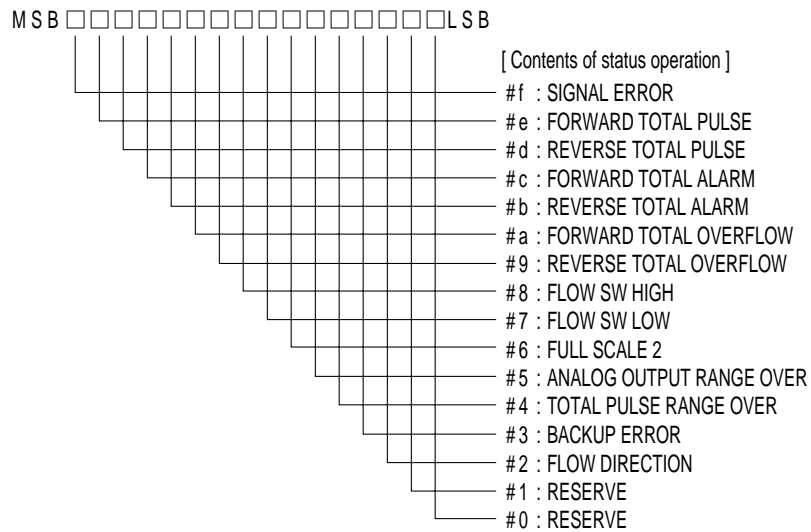 MSB□□□□□□□□□□□□□□□□LSB
[ Contents of status operation ]
#f : SIGNAL ERROR
#e : FORWARD TOTAL PULSE
#d : REVERSE TOTAL PULSE
#c : FORWARD TOTAL ALARM
#b : REVERSE TOTAL ALARM
#a : FORWARD TOTAL OVERFLOW
#9 : REVERSE TOTAL OVERFLOW
#8 : FLOW SW HIGH
#7 : FLOW SW LOW
#6 : FULL SCALE 2
#5 : ANALOG OUTPUT RANGE OVER
#4 : TOTAL PULSE RANGE OVER
#3 : BACKUP ERROR
#2 : FLOW DIRECTION
#1 : RESERVE
#0 : RESERVE